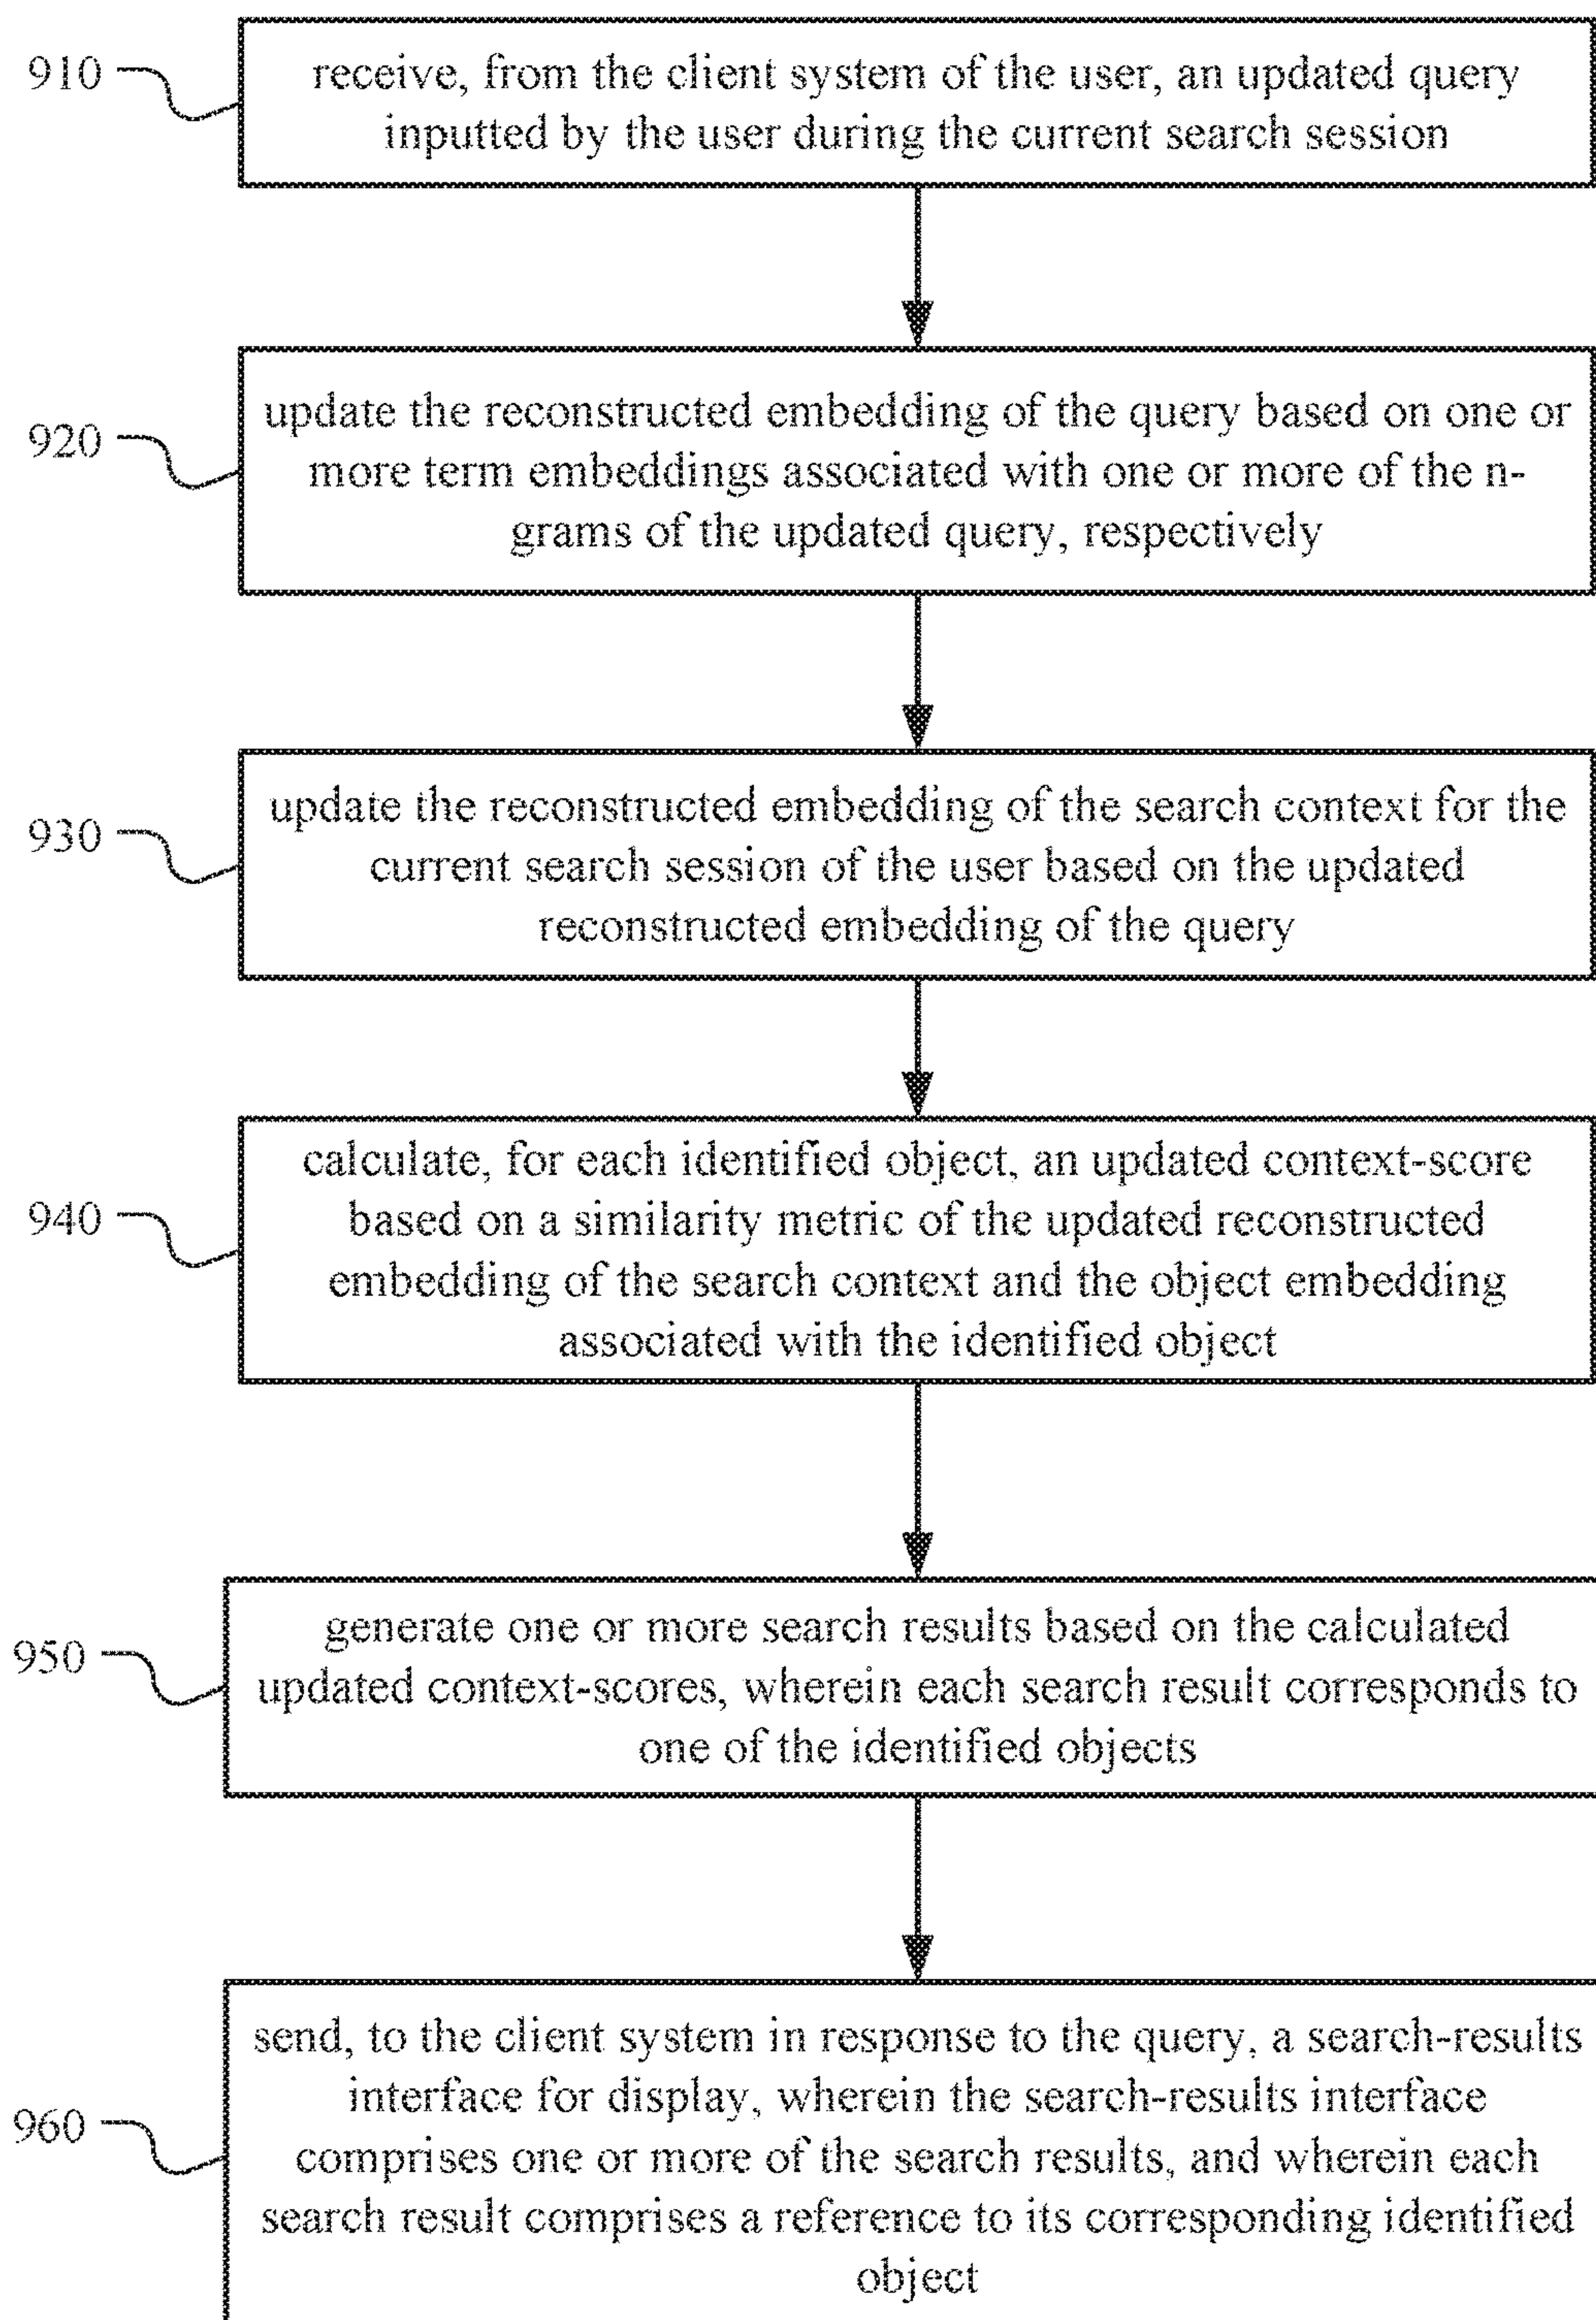 910
receive, from the client system of the user, an updated query
inputted by the user during the current search session
920
update the reconstructed embedding of the query based on one or
more term embeddings associated with one or more of the n-
grams of the updated query, respectively
930
update the reconstructed embedding of the search context for the
current search session of the user based on the updated
reconstructed embedding of the query
940
calculate, for each identified object, an updated context-score
based on a similarity metric of the updated reconstructed
embedding of the search context and the object embedding
associated with the identified object
950
generate one or more search results based on the calculated
updated context-scores, wherein each search result corresponds to
one of the identified objects
960
send, to the client system in response to the query, a search-results
interface for display, wherein the search-results interface
comprises one or more of the search results, and wherein each
search result comprises a reference to its corresponding identified
object